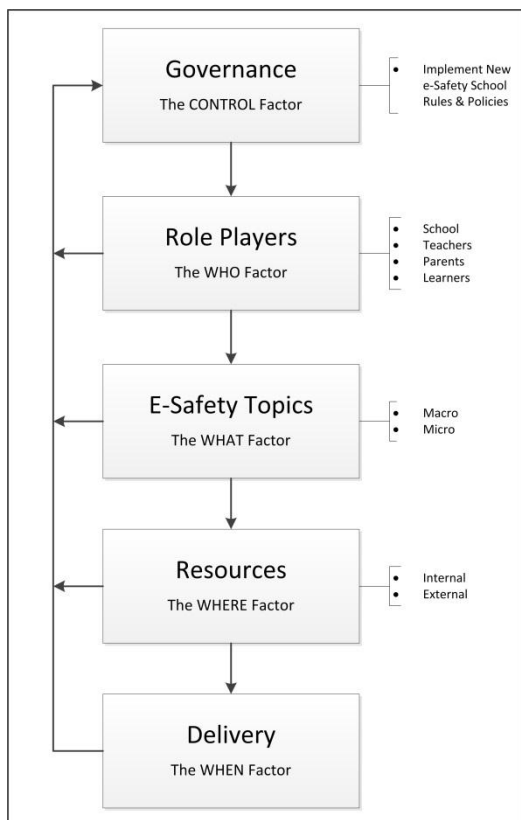 Governance
The CONTROL Factor
• Implement New
e-Safety School
Rules & Policies
Role Players
The WHO Factor
• School
• Teachers
• Parents
• Learners
E-Safety Topics
The WHAT Factor
• Macro
• Micro
Resources
The WHERE Factor
• Internal
• External
Delivery
The WHEN Factor